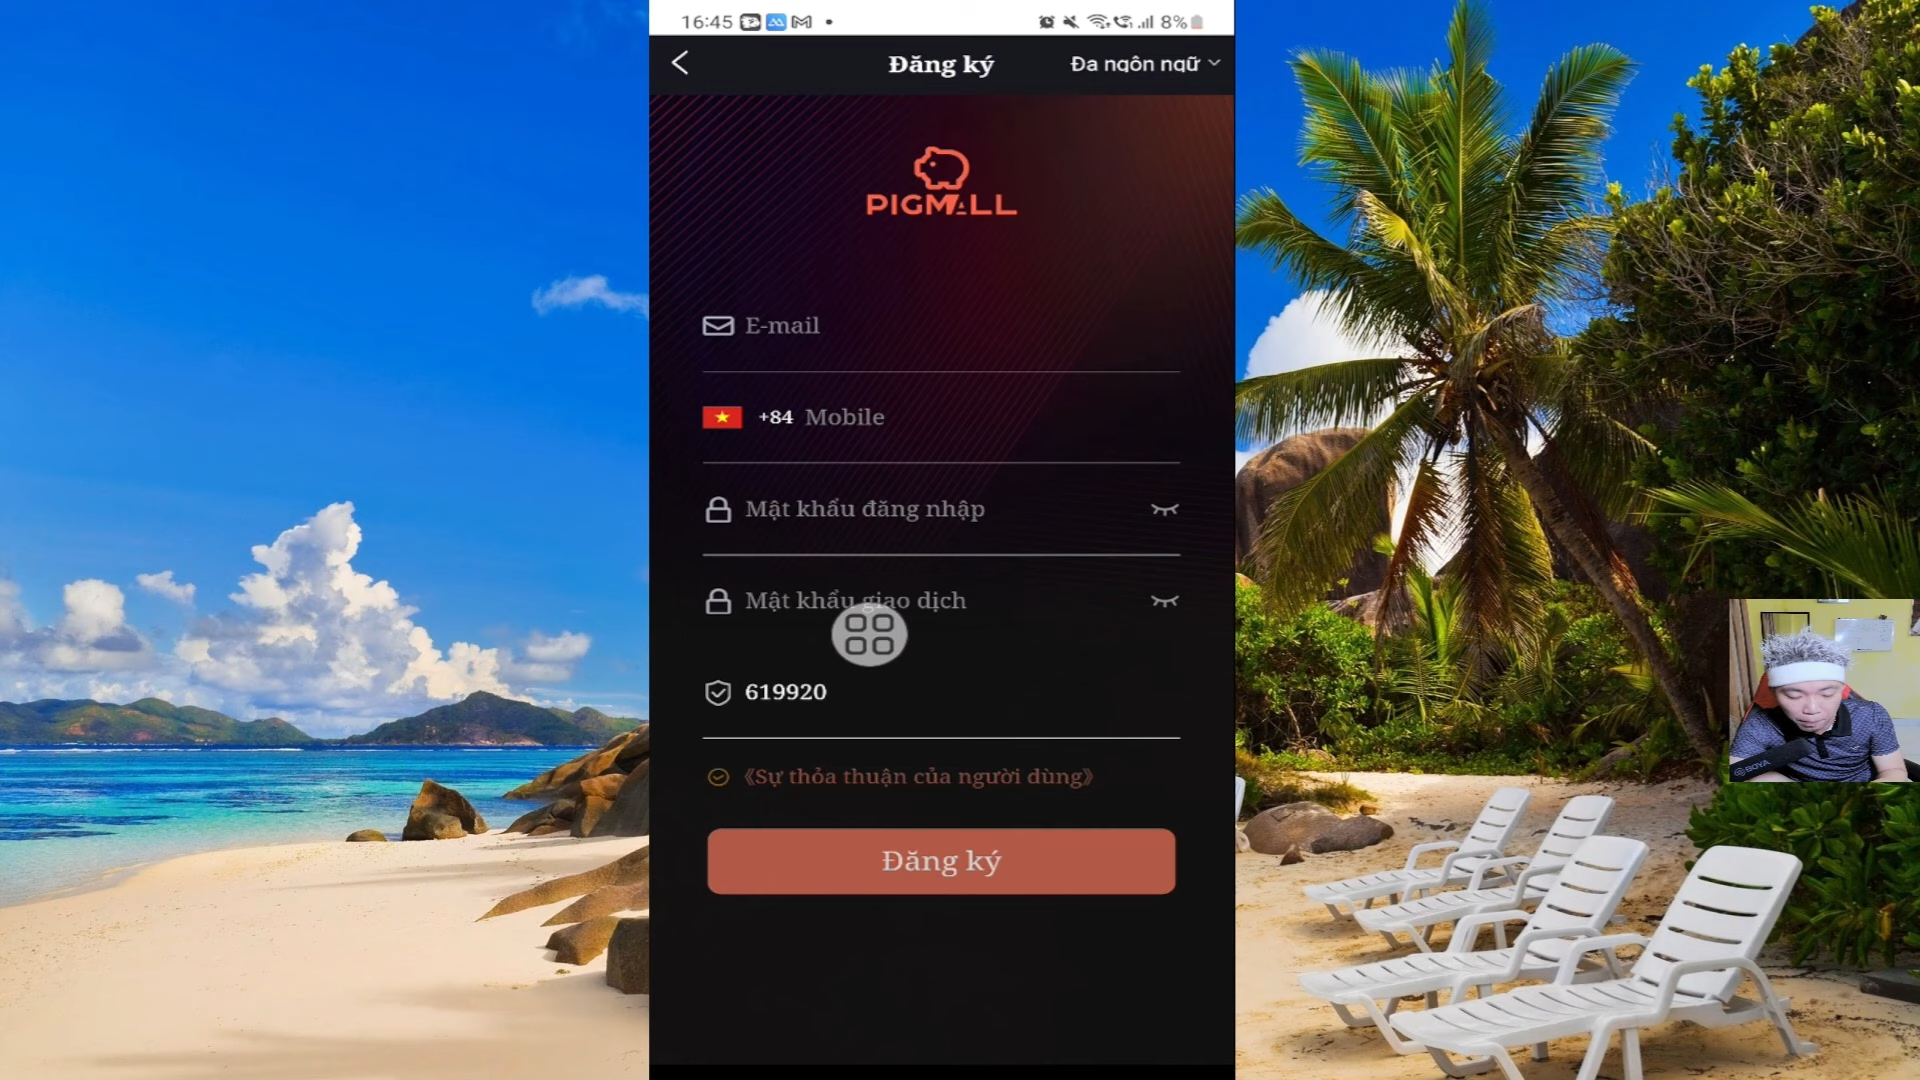 16:45
8%
Đăng ký
Đa ngôn ngữ
PIGMALL
E-mail
+84 Mobile
Mật khẩu đăng nhập
Mật khẩu giao dịch
619920
《Sự thỏa thuận của người dùng》
Đăng ký
BOYA